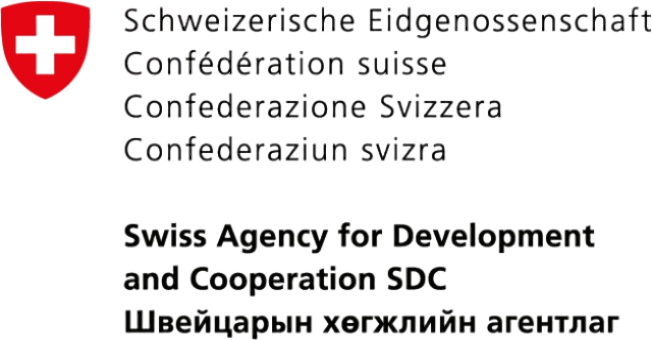 Schweizerische Eidgenossenschaft
Confédération suisse
Confederazione Svizzera
Confederaziun svizra
Swiss Agency for Development
and Cooperation SDC
Швейцарын хөгжлийн агентлаг